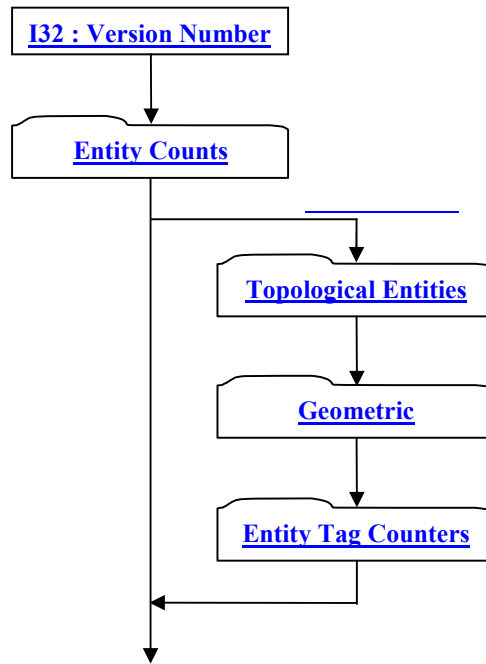 I32 : Version Number
Entity Counts
Topological Entities
Geometric
Entity Tag Counters